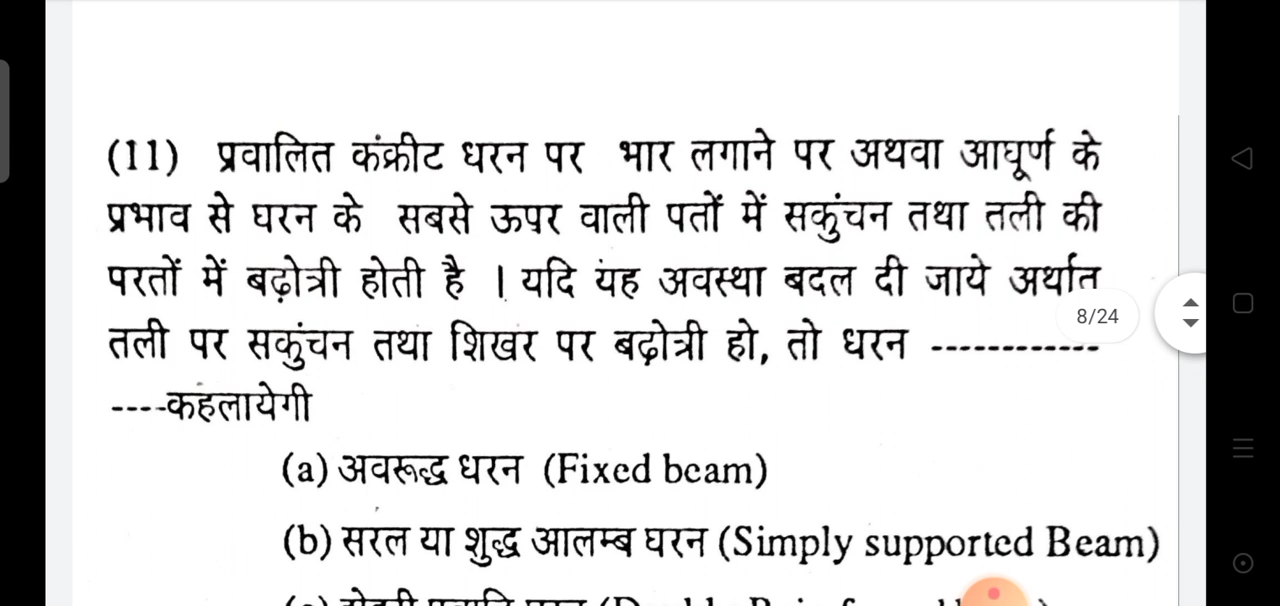 (11) प्रवालित कंक्रीट धरन पर भार लगाने पर अथवा आघूर्ण के
प्रभाव से घरन के सबसे ऊपर वाली पर्तो में सकुंचन तथा तली की
परतों में बढ़ोत्री होती है । यदि यह अवस्था बदल दी जाये अर्थात
8/24
तली पर सकुंचन तथा शिखर पर बढ़ोत्री हो, तो धरन ------------
----कहलायेगी
(a) अवरूद्ध धरन (Fixed beam)
(b) सरल या शुद्ध आलम्ब घरन (Simply supported Beam)